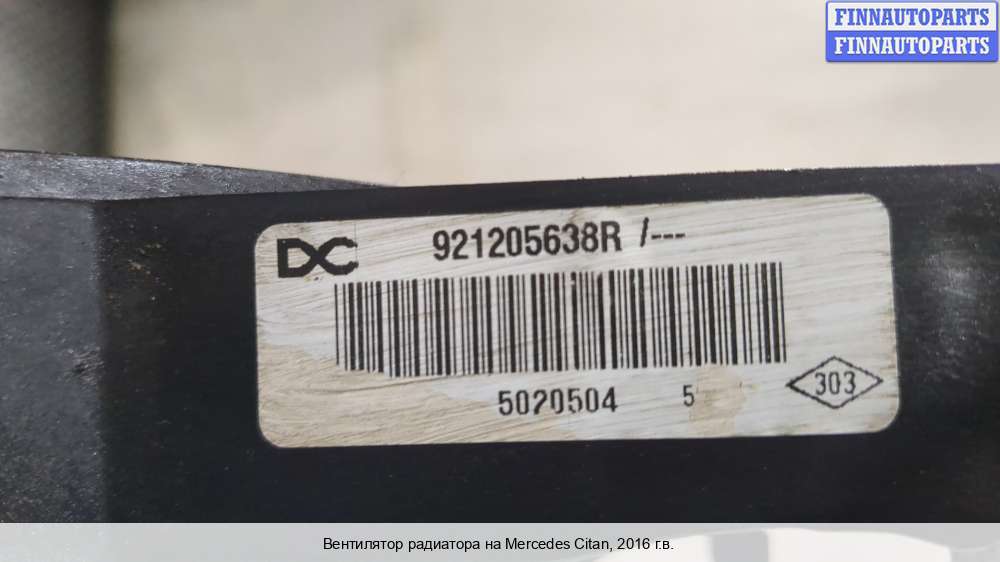 FINNAUTOPARTS
FINNAUTOPARTS
DC 921205638R /---
5020504 5
303
Вентилятор радиатора на Mercedes Citan, 2016 г.в.